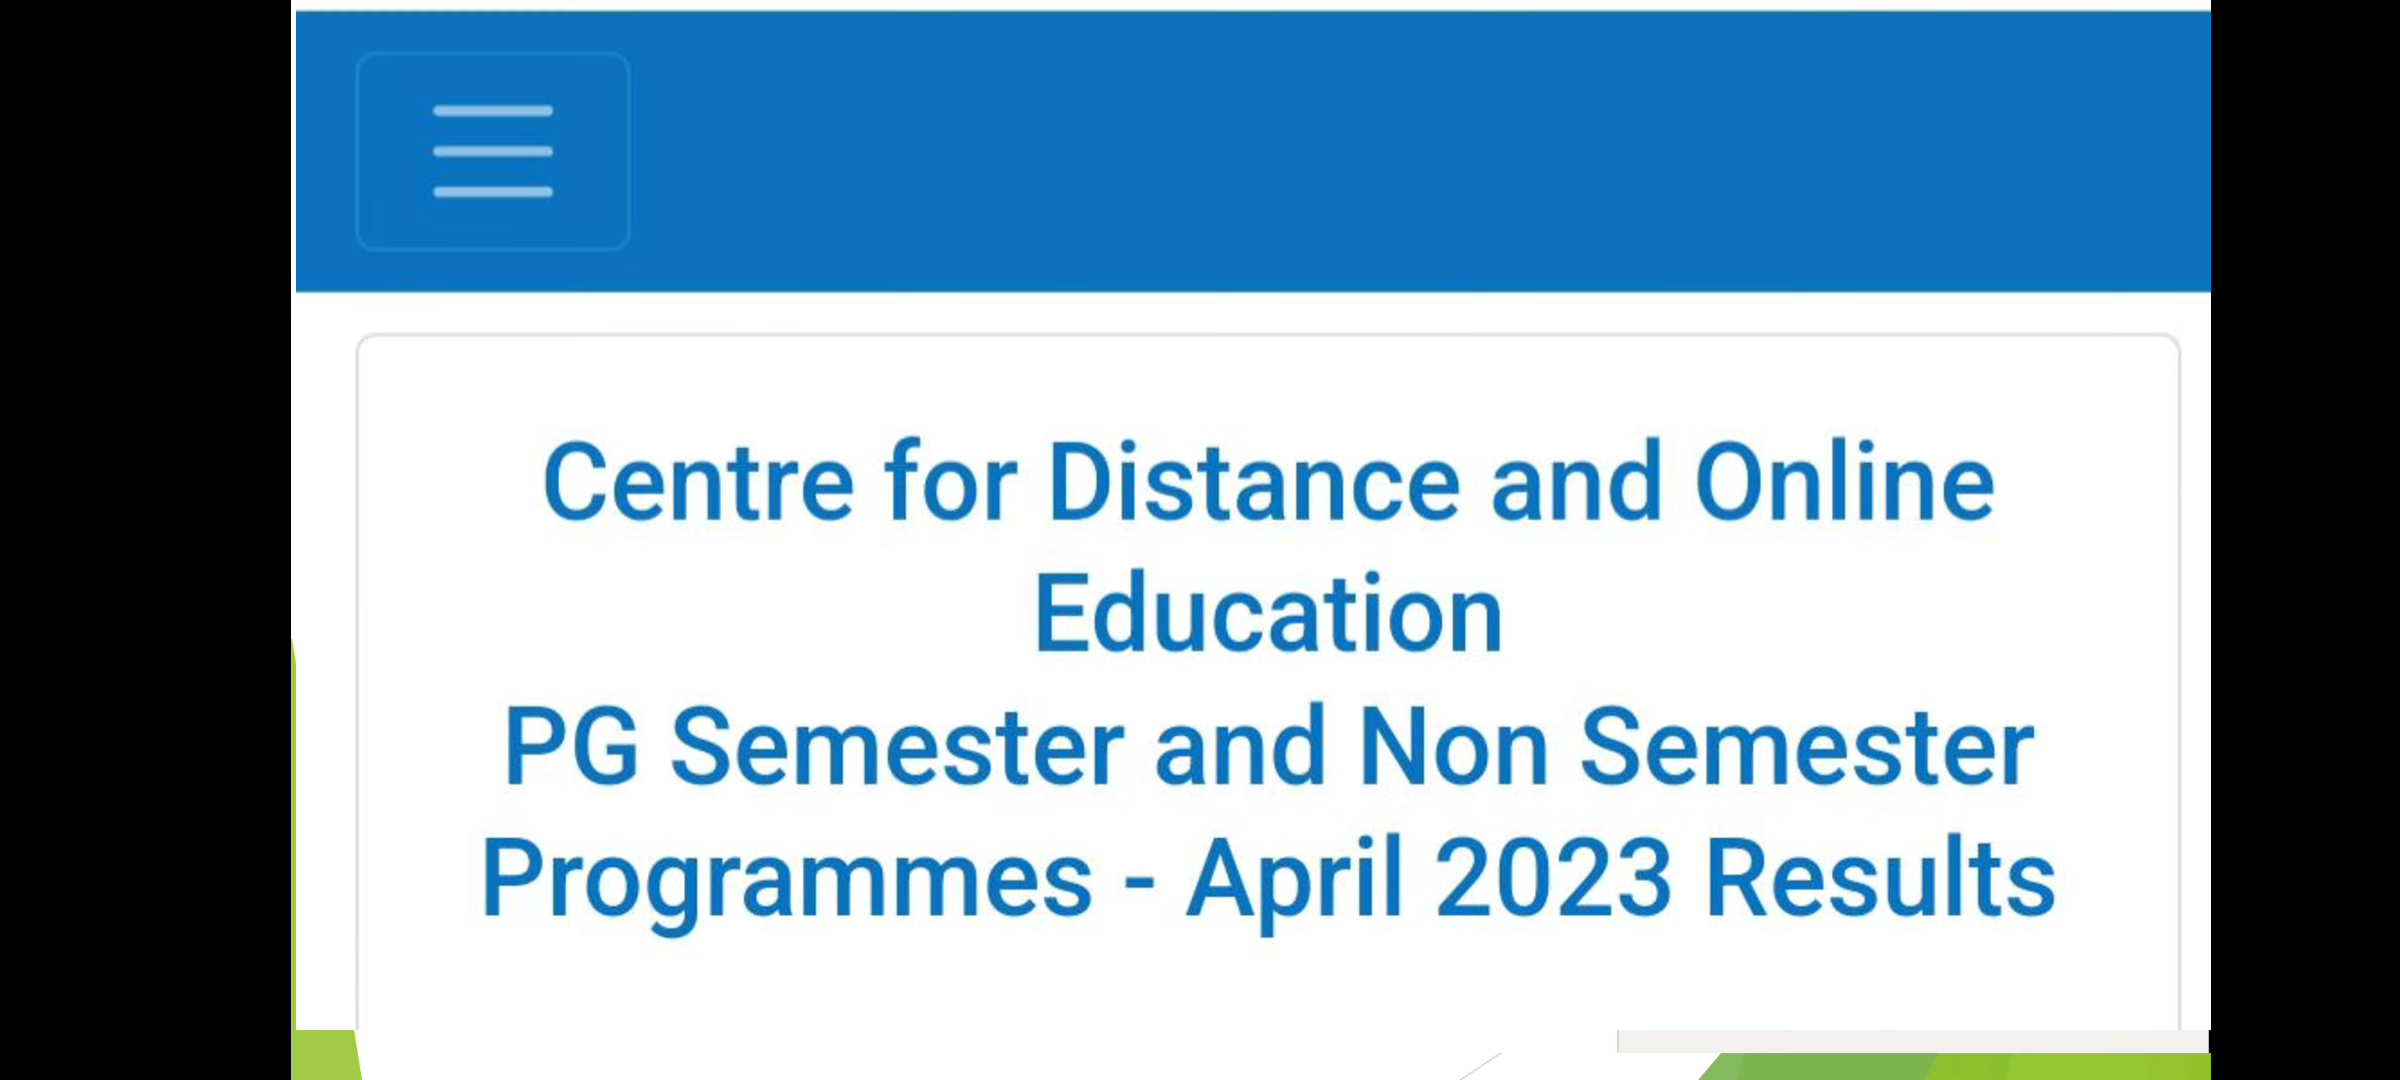 Centre for Distance and Online
Education
PG Semester and Non Semester
Programmes - April 2023 Results